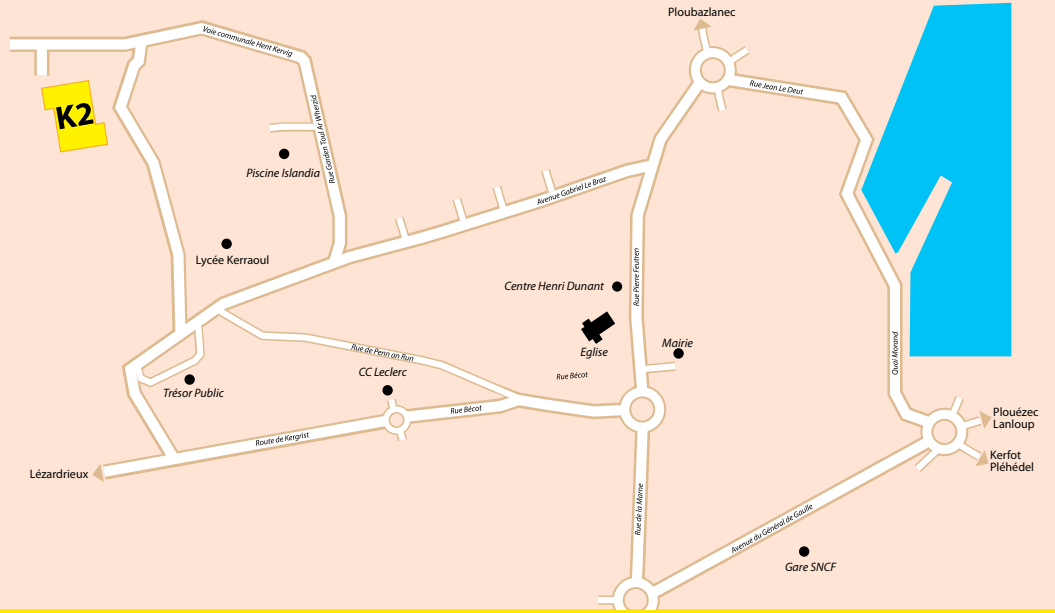 Ploubazlanec
Voie communale Hent Kervig
Rue Jean Le Deut
K2
Rue Garden Toul Ar Wherzid
Piscine Islandia
Avenue Gabriel Le Braz
Lycée Kerraoul
Rue Pierre Feutren
Centre Henri Dunant
Eglise
Mairie
Rue de Penn an Run
Quai Morand
CC Leclerc
Rue Bécot
Trésor Public
Rue Bécot
Plouézec
Lanloup
Route de Kergrist
Kerfot
Pléhédel
Lézardrieux
Rue de la Marne
Avenue du Général de Gaulle
Gare SNCF